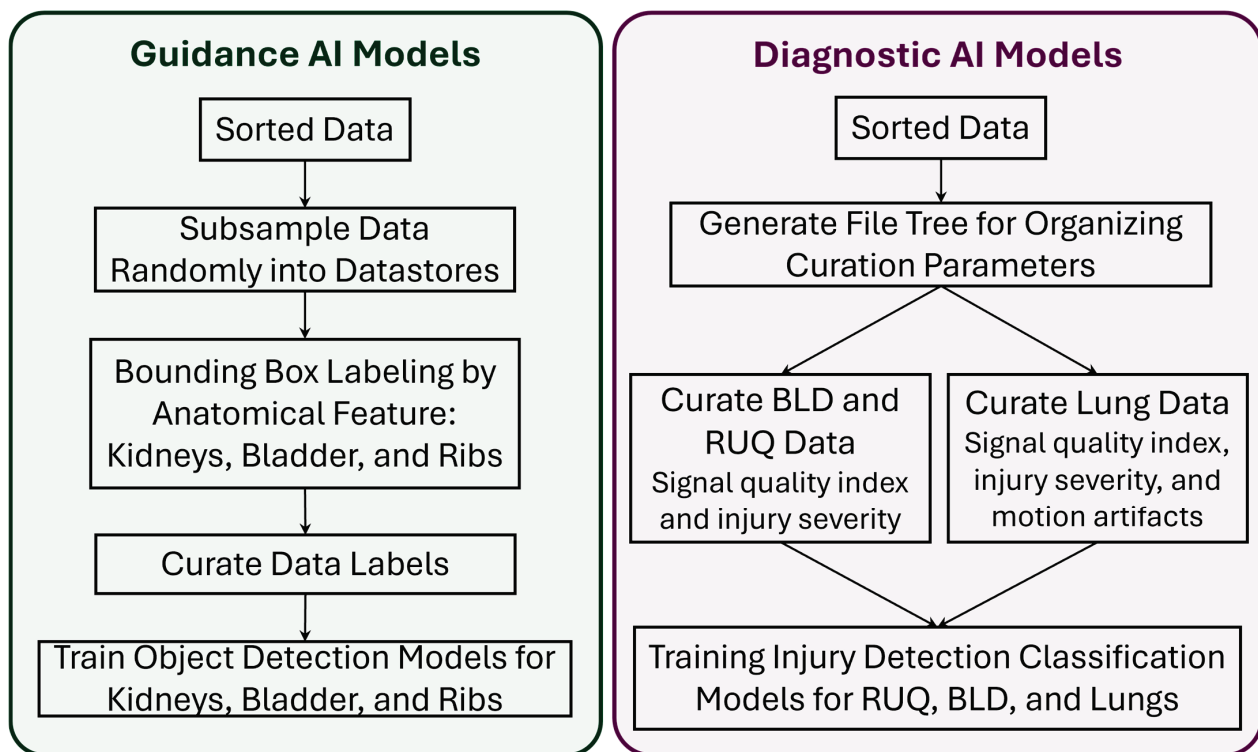 Guidance AI Models
Sorted Data
Subsample Data
Randomly into Datastores
Bounding Box Labeling by
Anatomical Feature:
Kidneys, Bladder, and Ribs
Curate Data Labels
Train Object Detection Models for
Kidneys, Bladder, and Ribs
Diagnostic AI Models
Sorted Data
Generate File Tree for Organizing
Curation Parameters
Curate BLD and
RUQ Data
Signal quality index
and injury severity
Curate Lung Data
Signal quality index,
injury severity, and
motion artifacts
Training Injury Detection Classification
Models for RUQ, BLD, and Lungs